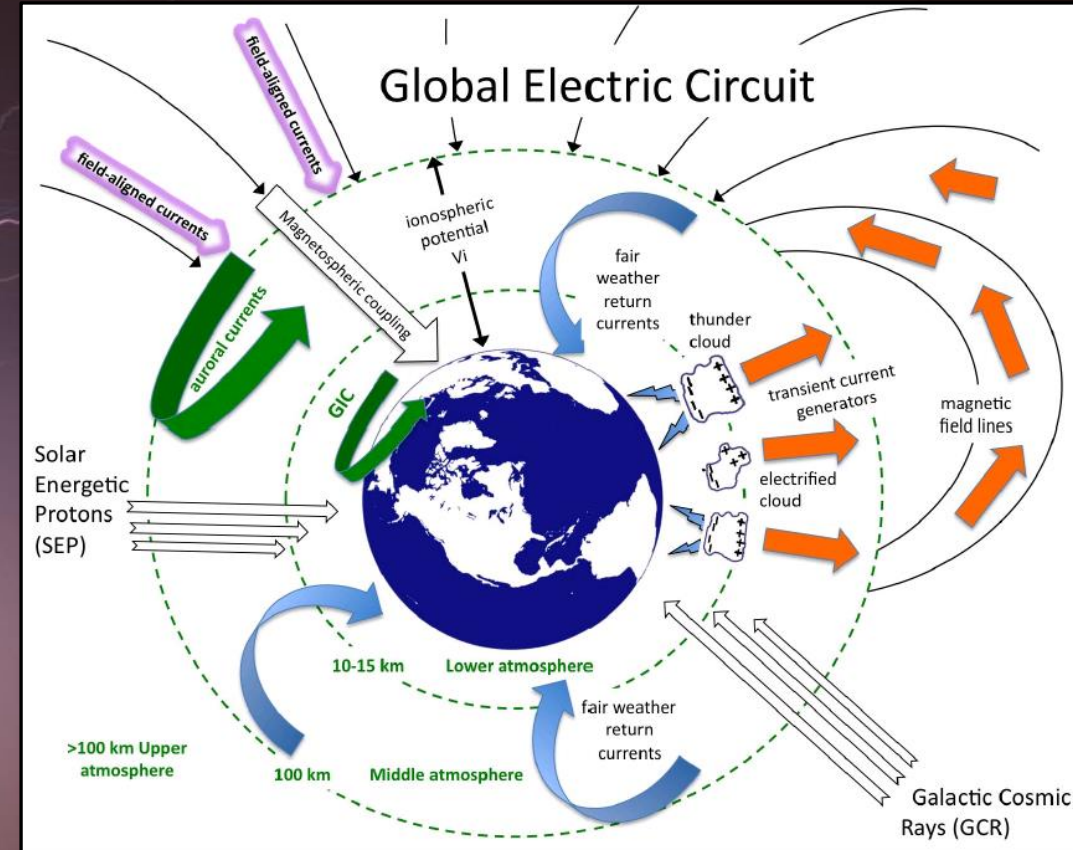 Global Electric Circuit
field-aligned currents
field-aligned currents
Magnetospheric coupling
ionospheric
potential
Vi
fair
weather
return
currents
thunder
cloud
transient current
generators
magnetic
field lines
electrified
cloud
auroral currents
GIC
Solar
Energetic
Protons
(SEP)
10-15 km Lower atmosphere
fair weather
return
currents
>100 km Upper
atmosphere
100 km Middle atmosphere
Galactic Cosmic
Rays (GCR)